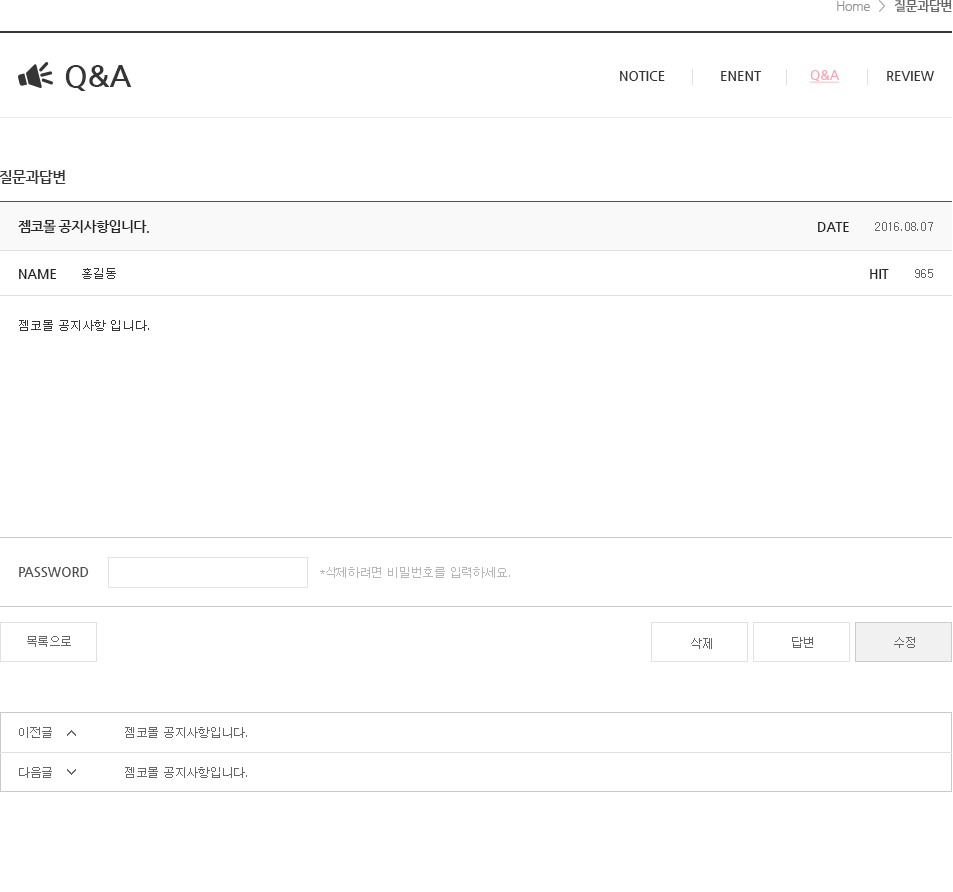 Home > 질문과답변
Q&A
NOTICE ENENT Q&A REVIEW
질문과답변
젬코몰 공지사항입니다. DATE 2016.08.07
NAME 홍길동 HIT 965
젬코몰 공지사항 입니다.
PASSWORD *삭제하려면 비밀번호를 입력하세요.
목록으로 삭제 답변 수정
이전글 젬코몰 공지사항입니다.
다음글 젬코몰 공지사항입니다.